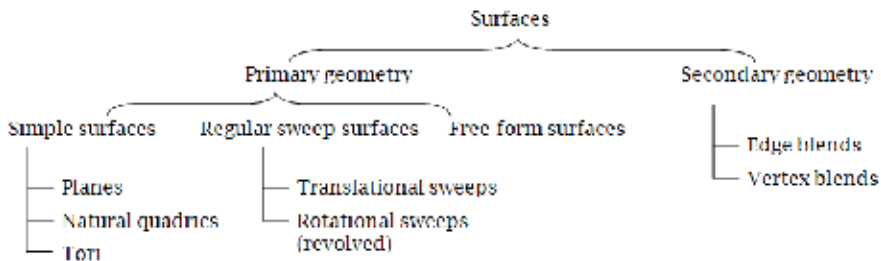 Surfaces
Primary geometry
Secondary geometry
Simple surfaces
Regular sweep surfaces
Free-form surfaces
Planes
Natural quadrics
Tori
Translational sweeps
Rotational sweeps
(revolved)
Edge blends
Vertex blends